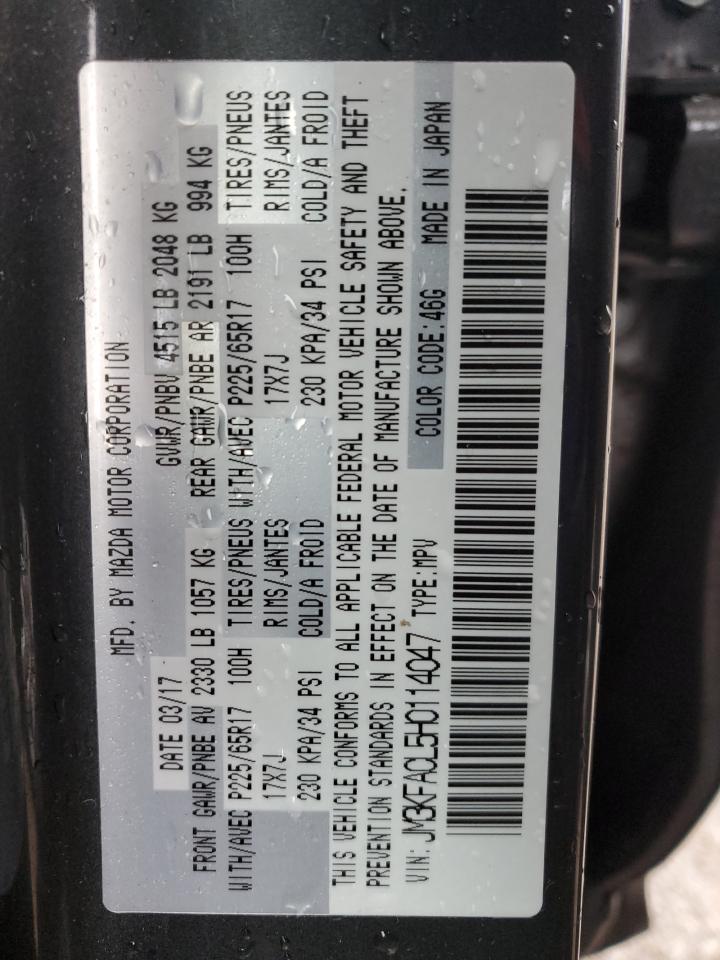 MFD. BY MAZDA MOTOR CORPORATION
DATE 03/17 GVWR/PNBV 4515 LB 2048 KG
FRONT GAWR/PNBE AV 2330 LB 1057 KG REAR GAWR/PNBE AR 2191 LB 994 KG
WITH/AVEC P225/65R17 100H TIRES/PNEUS WITH/AVEC P225/65R17 100H TIRES/PNEUS
17X7J RIMS/JANTES 17X7J RIMS/JANTES
230 KPA/34 PSI COLD/A FROID 230 KPA/34 PSI COLD/A FROID
THIS VEHICLE CONFORMS TO ALL APPLICABLE FEDERAL MOTOR VEHICLE SAFETY AND THEFT
PREVENTION STANDARDS IN EFFECT ON THE DATE OF MANUFACTURE SHOWN ABOVE.
VIN: JM3KFACL5H0114047 TYPE:MPV COLOR CODE:46G MADE IN JAPAN